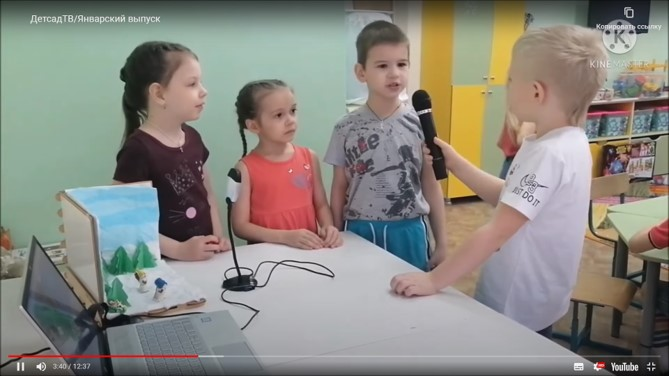 ДетсадТВ/Январский выпуск
Копировать ссылку
KINEMASTER
JUST DO IT
3:40 / 12:37
YouTube